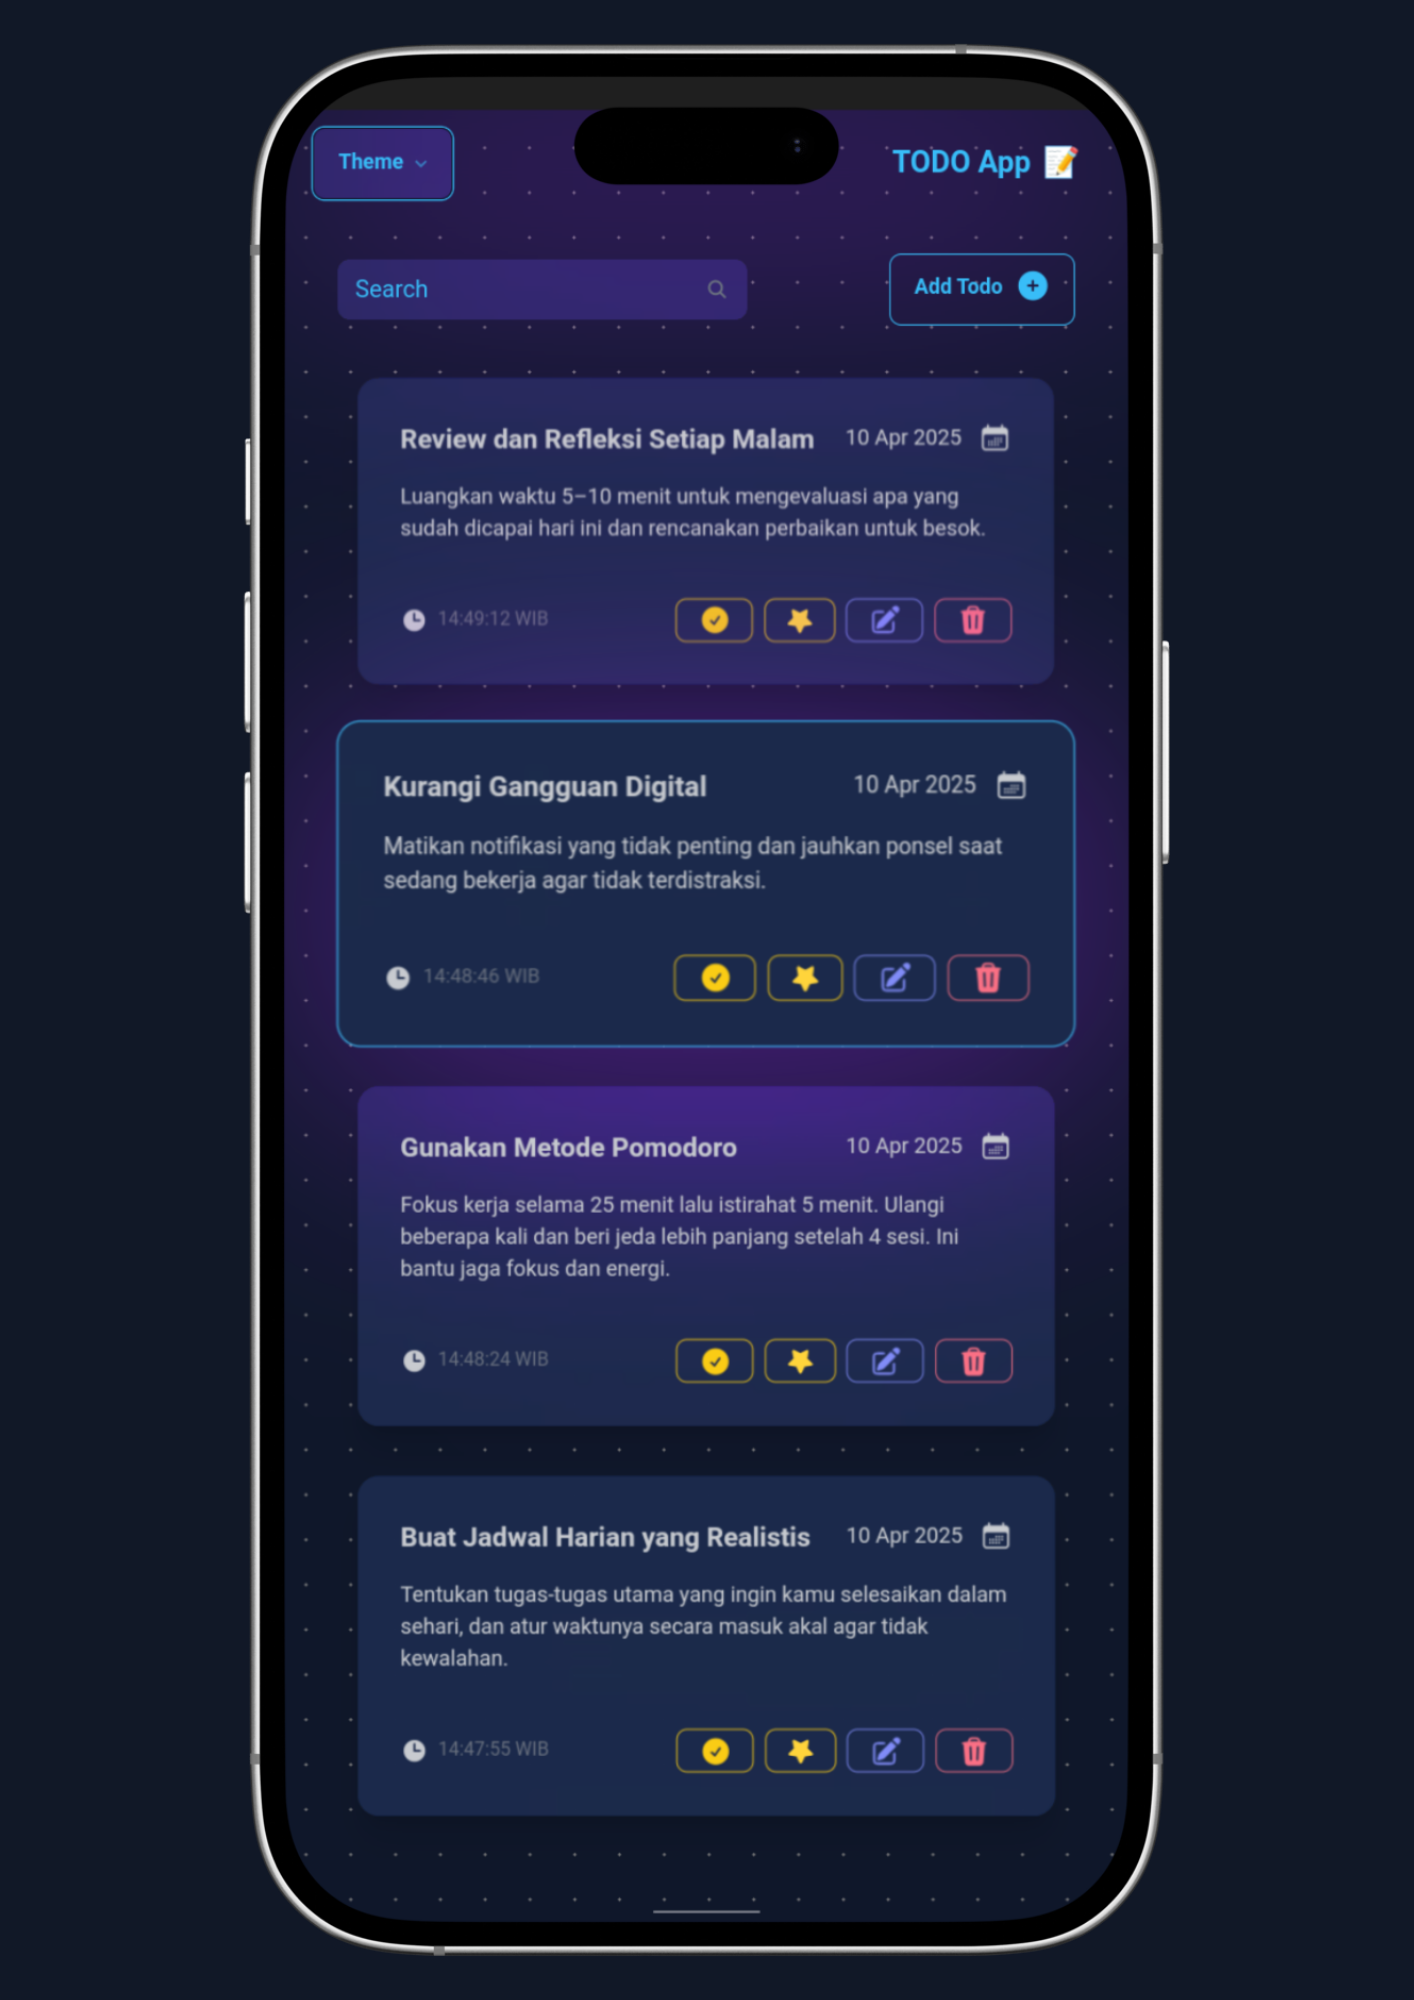 Theme
TODO App 📝
Search
Add Todo
Review dan Refleksi Setiap Malam
10 Apr 2025
Luangkan waktu 5–10 menit untuk mengevaluasi apa yang
sudah dicapai hari ini dan rencanakan perbaikan untuk besok.
14:49:12 WIB
Kurangi Gangguan Digital
10 Apr 2025
Matikan notifikasi yang tidak penting dan jauhkan ponsel saat
sedang bekerja agar tidak terdistraksi.
14:48:46 WIB
Gunakan Metode Pomodoro
10 Apr 2025
Fokus kerja selama 25 menit lalu istirahat 5 menit. Ulangi
beberapa kali dan beri jeda lebih panjang setelah 4 sesi. Ini
bantu jaga fokus dan energi.
14:48:24 WIB
Buat Jadwal Harian yang Realistis
10 Apr 2025
Tentukan tugas-tugas utama yang ingin kamu selesaikan dalam
sehari, dan atur waktunya secara masuk akal agar tidak
kewalahan.
14:47:55 WIB